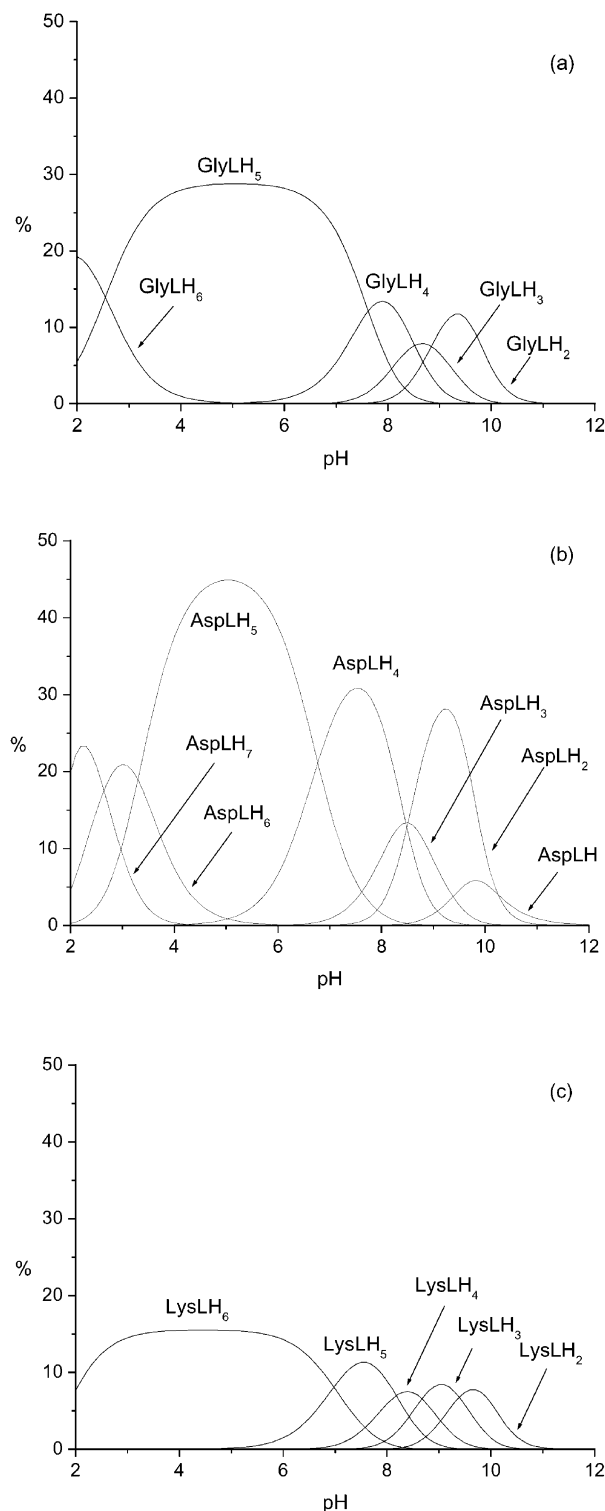 50
(a)
40
30
GlyLH₅
%
20
GlyLH₆
GlyLH₄
GlyLH₃
10
GlyLH₂
0
2 4 6 8 10 12
pH
50
(b)
40
AspLH₅
AspLH₄
30
AspLH₃
%
AspLH₇
20
AspLH₂
AspLH₆
10
AspLH
0
2 4 6 8 10 12
pH
50
(c)
40
30
%
20
LysLH₄
LysLH₆
LysLH₃
LysLH₅
LysLH₂
10
0
2 4 6 8 10 12
pH